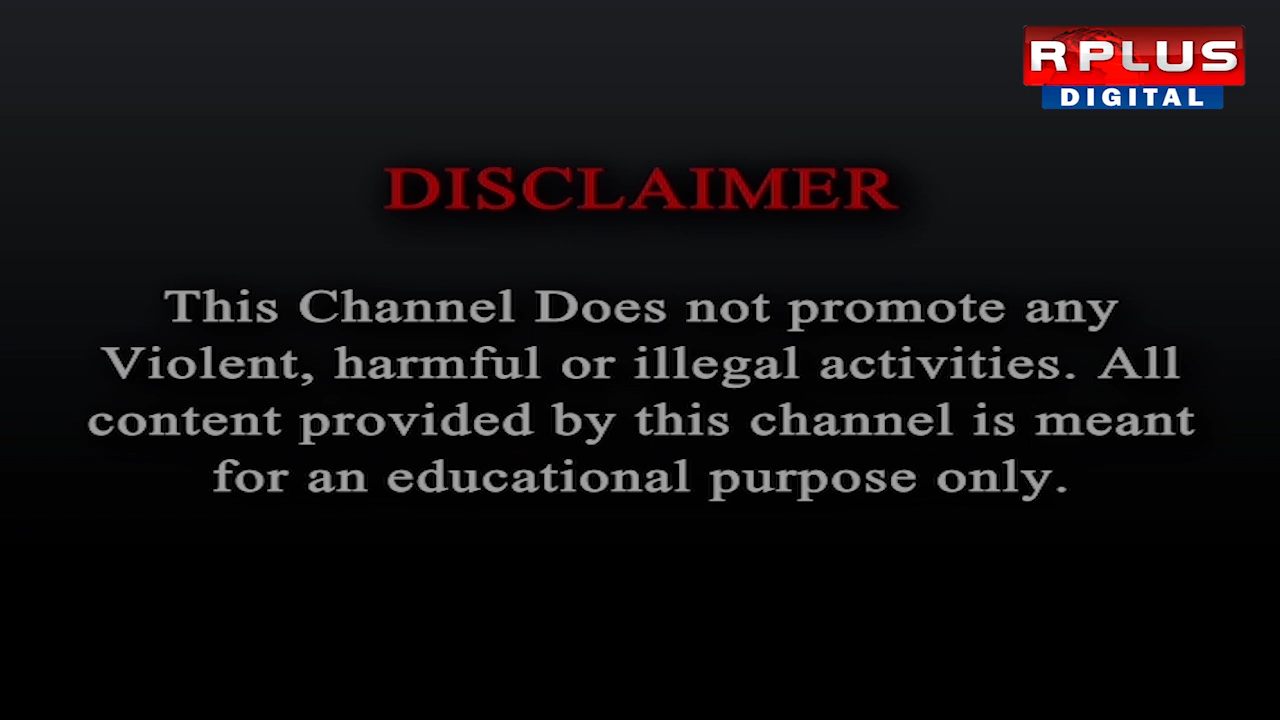 RPLUS
DIGITAL
DISCLAIMER
This Channel Does not promote any
Violent, harmful or illegal activities. All
content provided by this channel is meant
for an educational purpose only.